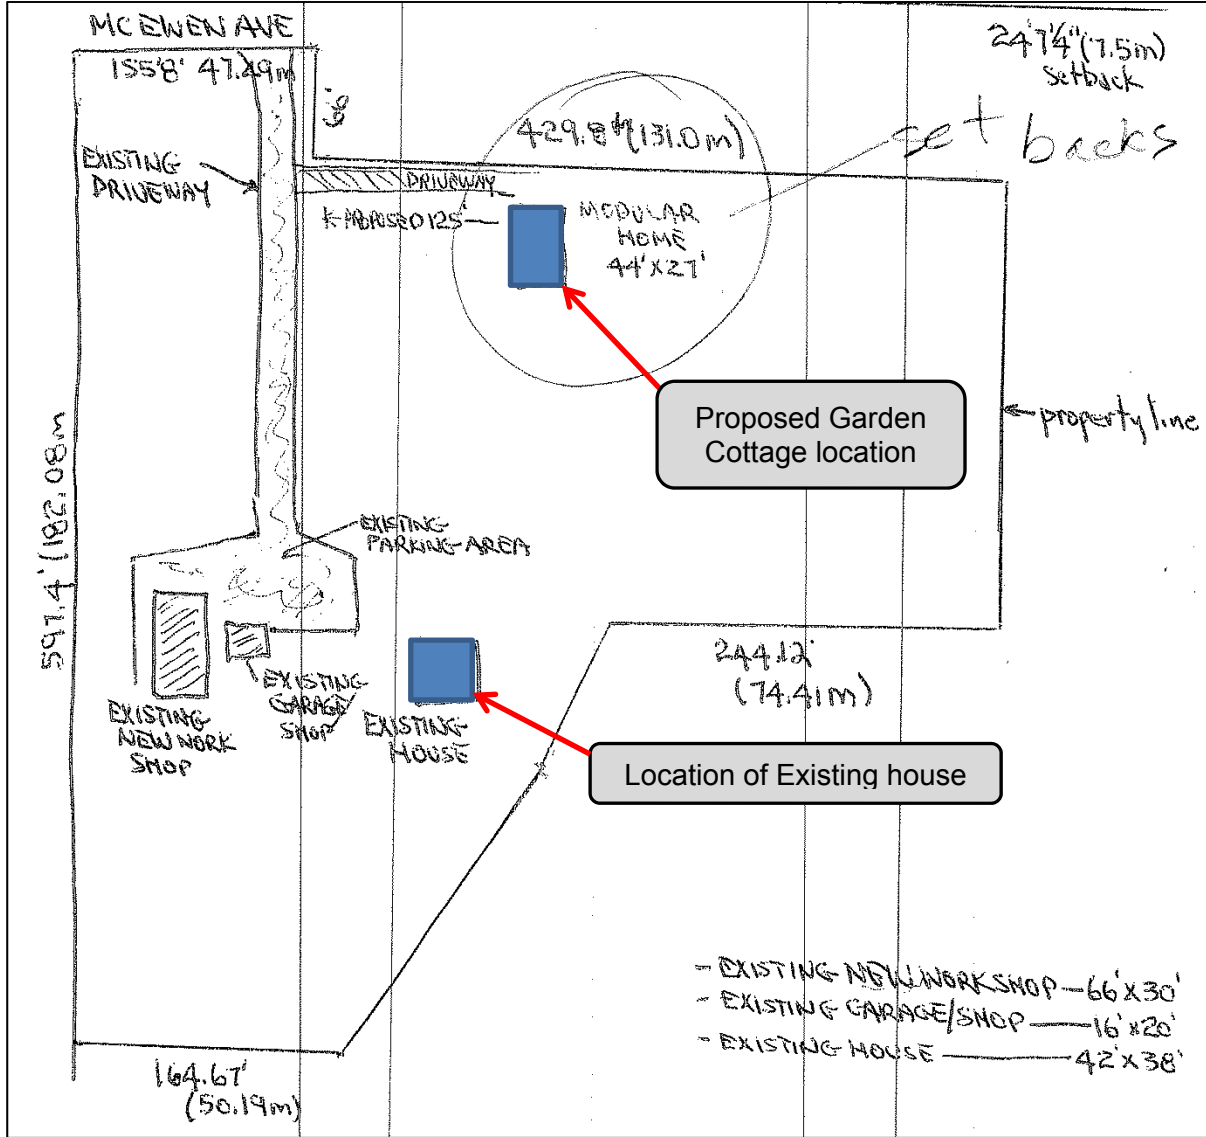 MCEWEN AVE
155'8' 47.49m
66'
24'7¼" (7.5m)
setback
set backs
429.8' (131.0m)
EXISTING
DRIVEWAY
DRIVEWAY
PROPOSED 125'
MODULAR
HOME
44'X27'
Proposed Garden
Cottage location
property line
597.4' (182.08m
EXISTING
PARKING AREA
244.12'
(74.41m)
EXISTING
GARAGE
SHOP
EXISTING
NEW WORK
SHOP
EXISTING
HOUSE
Location of Existing house
- EXISTING NEW WORKSHOP - 66'X30'
- EXISTING GARAGE/SHOP - 16'X20'
- EXISTING HOUSE - 42'X38'
164.67'
(50.19m)